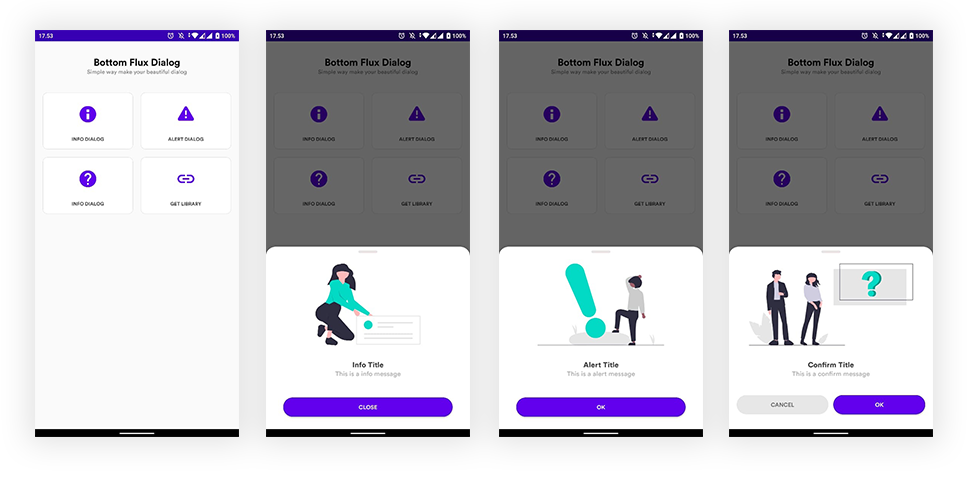 17.53 100%
Bottom Flux Dialog
Simple way make your beautiful dialog
INFO DIALOG ALERT DIALOG
INFO DIALOG GET LIBRARY
17.53 100%
Bottom Flux Dialog
Simple way make your beautiful dialog
INFO DIALOG ALERT DIALOG
INFO DIALOG GET LIBRARY
Info Title
This is a info message
CLOSE
17.53 100%
Bottom Flux Dialog
Simple way make your beautiful dialog
INFO DIALOG ALERT DIALOG
INFO DIALOG GET LIBRARY
Alert Title
This is a alert message
OK
17.53 100%
Bottom Flux Dialog
Simple way make your beautiful dialog
INFO DIALOG ALERT DIALOG
INFO DIALOG GET LIBRARY
?
Confirm Title
This is a confirm message
CANCEL OK